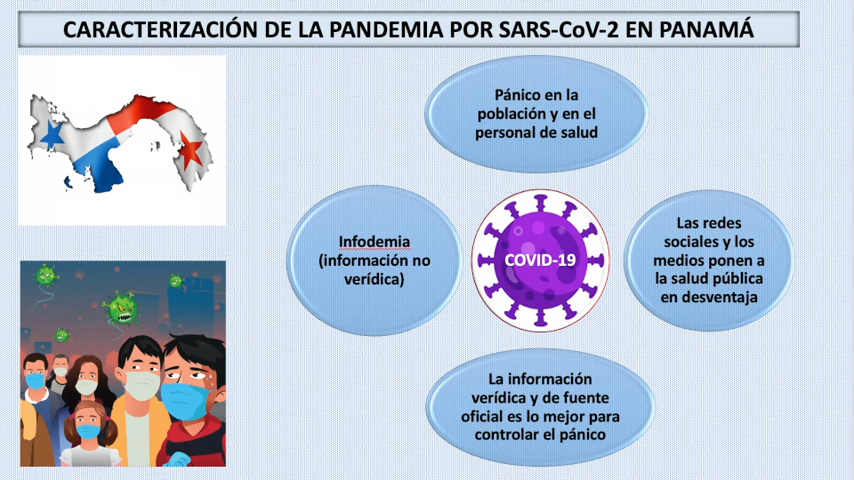 CARACTERIZACIÓN DE LA PANDEMIA POR SARS-CoV-2 EN PANAMÁ
Pánico en la
población y en el
personal de salud
Infodemia
(información no
verídica)
COVID-19
Las redes
sociales y los
medios ponen a
la salud pública
en desventaja
La información
verídica y de fuente
oficial es lo mejor para
controlar el pánico